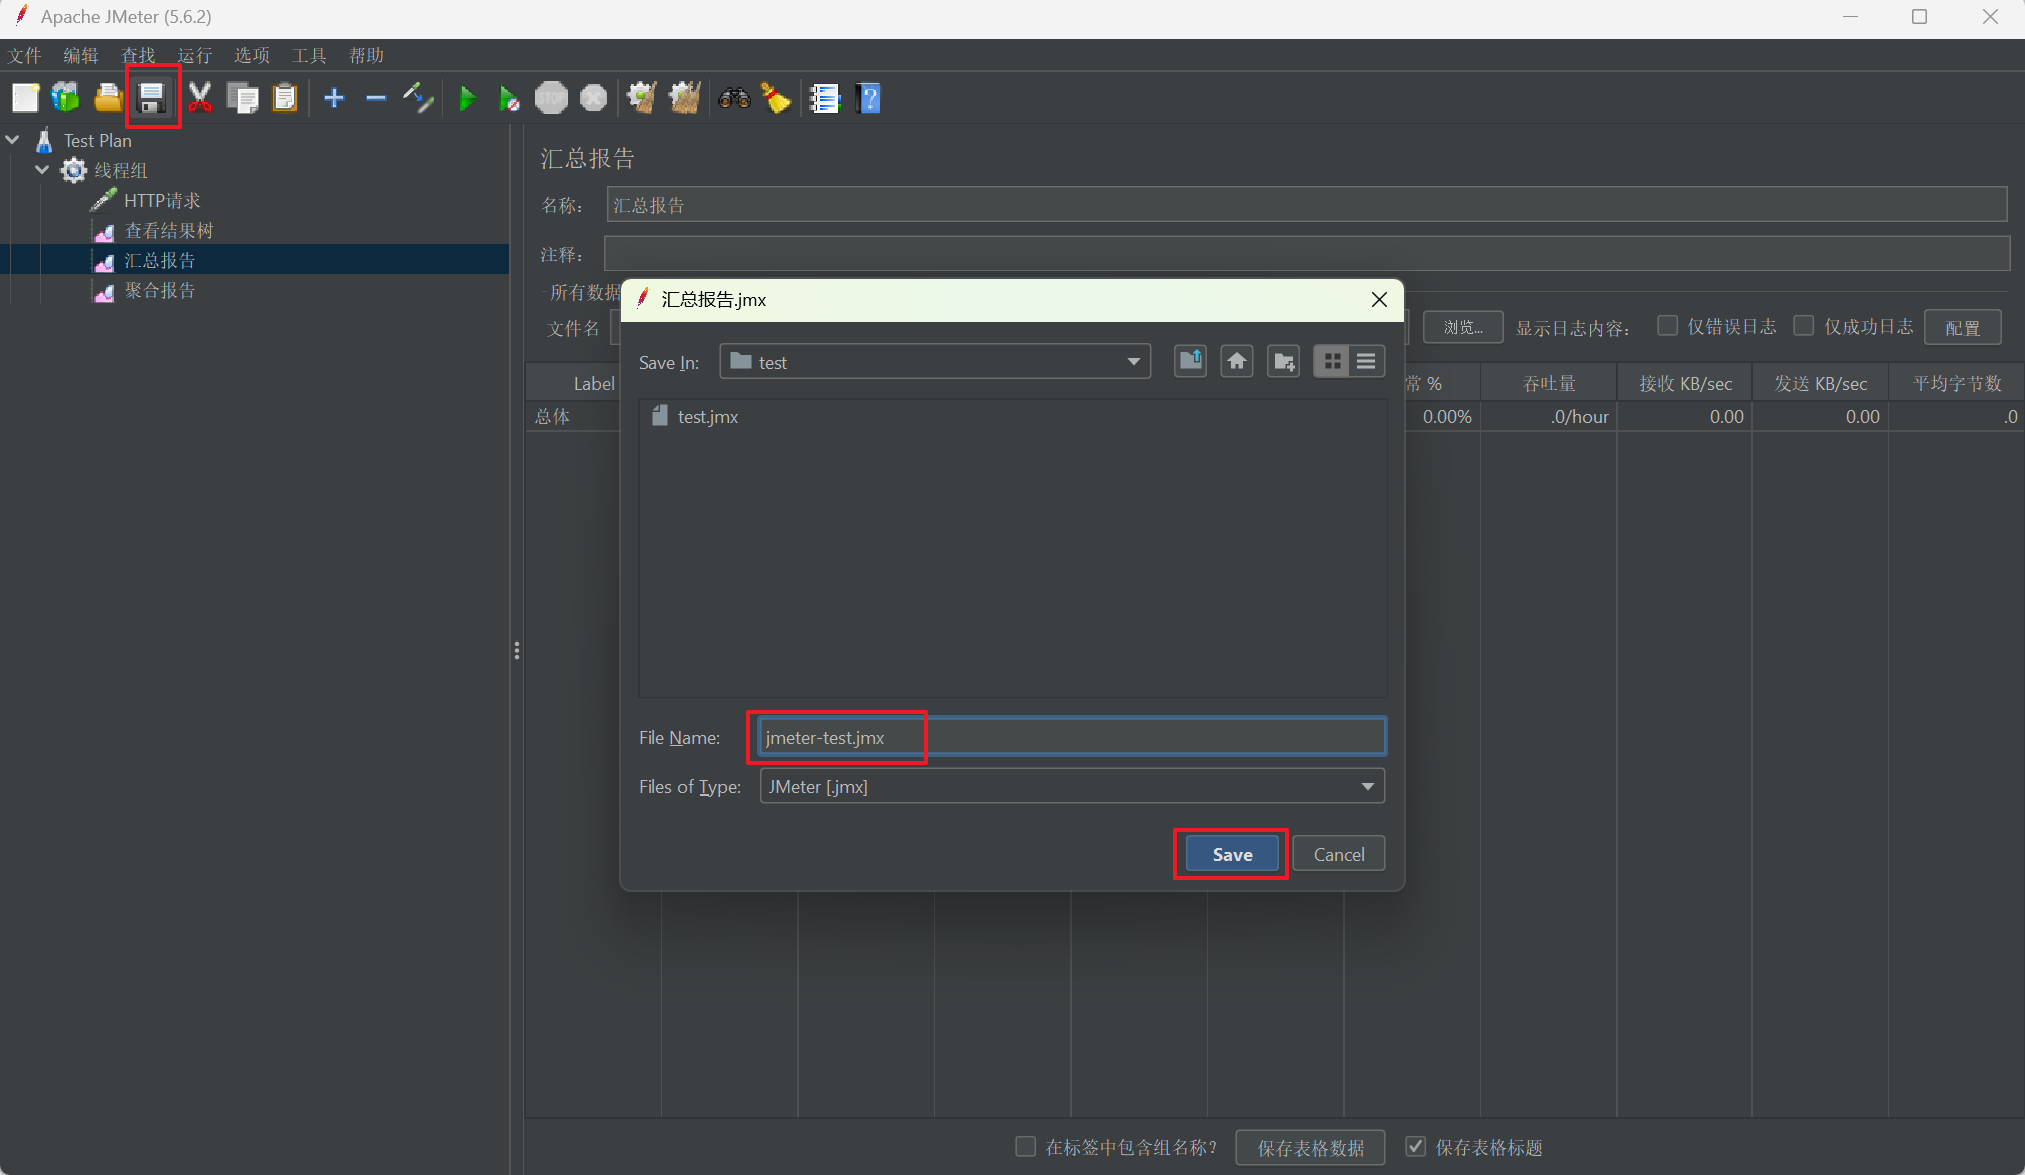 Apache JMeter (5.6.2)
文件 编辑 查找 运行 选项 工具 帮助
STOP
Test Plan
线程组
HTTP请求
查看结果树
汇总报告
聚合报告
汇总报告
名称： 汇总报告
注释：
所有数据
文件名 浏览... 显示日志内容： 仅错误日志 仅成功日志 配置
Label 常 % 吞吐量 接收 KB/sec 发送 KB/sec 平均字节数
总体 0.00% .0/hour 0.00 0.00 .0
汇总报告.jmx
Save In: test
test.jmx
File Name: jmeter-test.jmx
Files of Type: JMeter [.jmx]
Save Cancel
在标签中包含组名称? 保存表格数据 保存表格标题